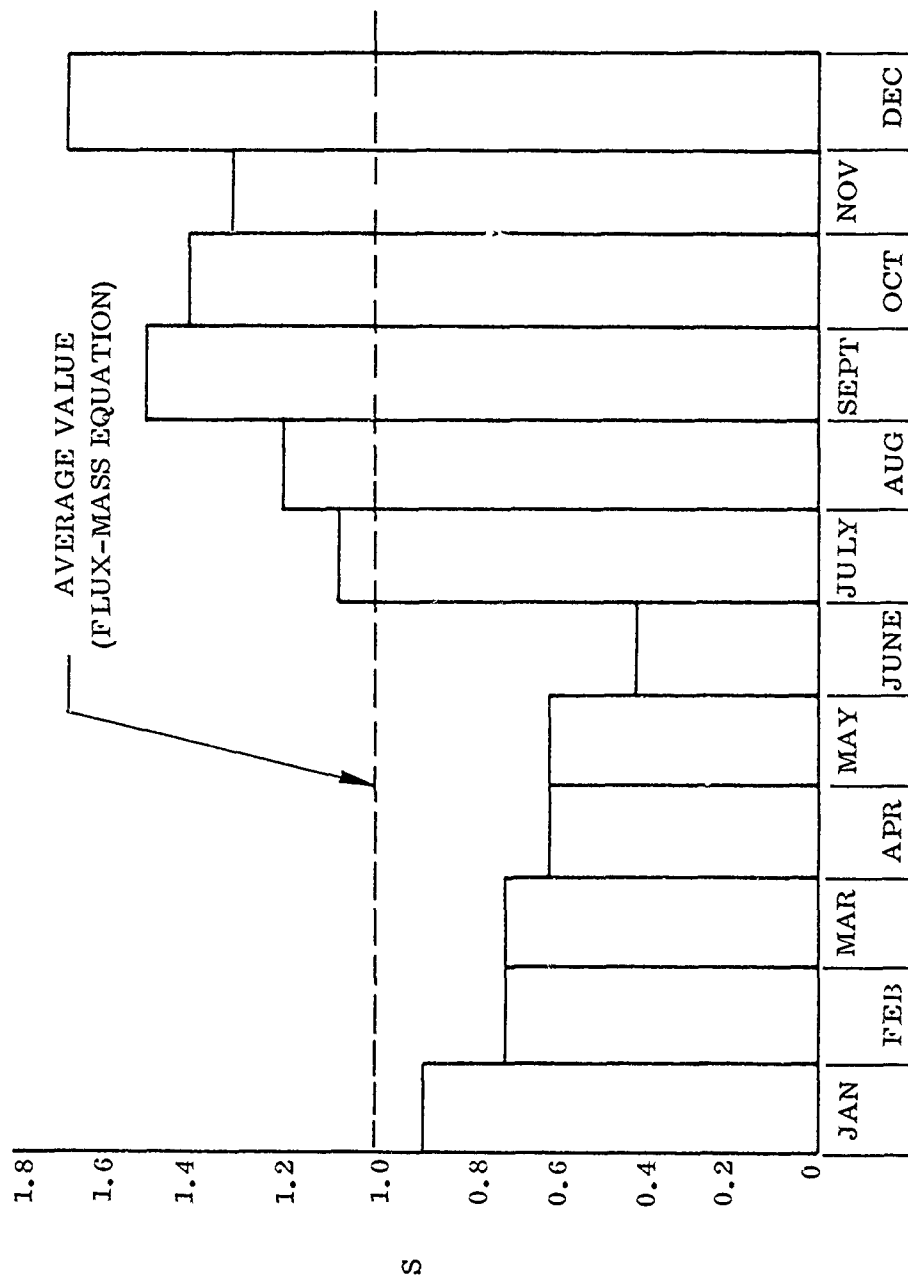 AVERAGE VALUE
(FLUX-MASS EQUATION)
S
1.8
1.6
1.4
1.2
1.0
0.8
0.6
0.4
0.2
0
JAN
FEB
MAR
APR
MAY
JUNE
JULY
AUG
SEPT
OCT
NOV
DEC